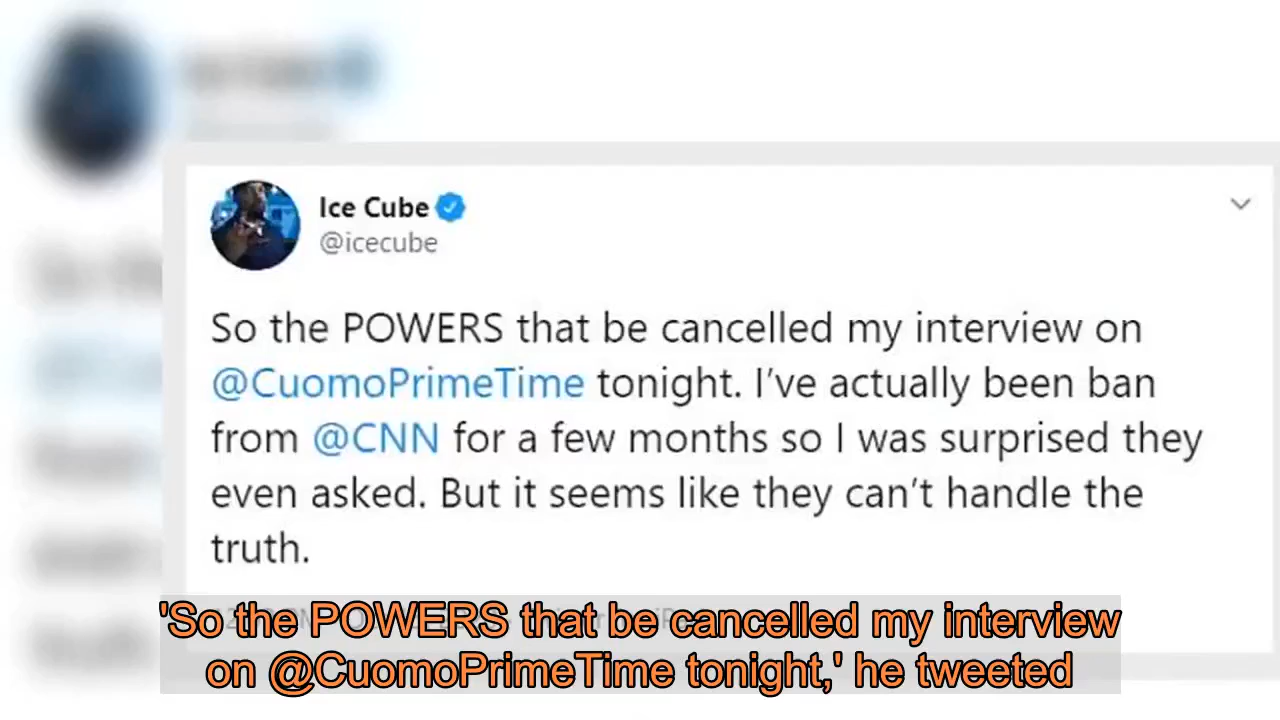 Ice Cube
@icecube
So the POWERS that be cancelled my interview on
@CuomoPrimeTime tonight. I've actually been ban
from @CNN for a few months so I was surprised they
even asked. But it seems like they can't handle the
truth.
'So the POWERS that be cancelled my interview
on @CuomoPrimeTime tonight,' he tweeted